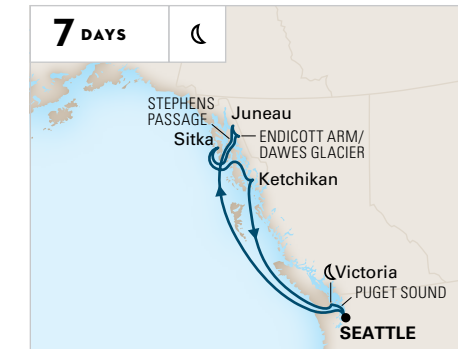 7 DAYS
STEPHENS
PASSAGE
Juneau
Sitka
ENDICOTT ARM/
DAWES GLACIER
Ketchikan
Victoria
PUGET SOUND
SEATTLE